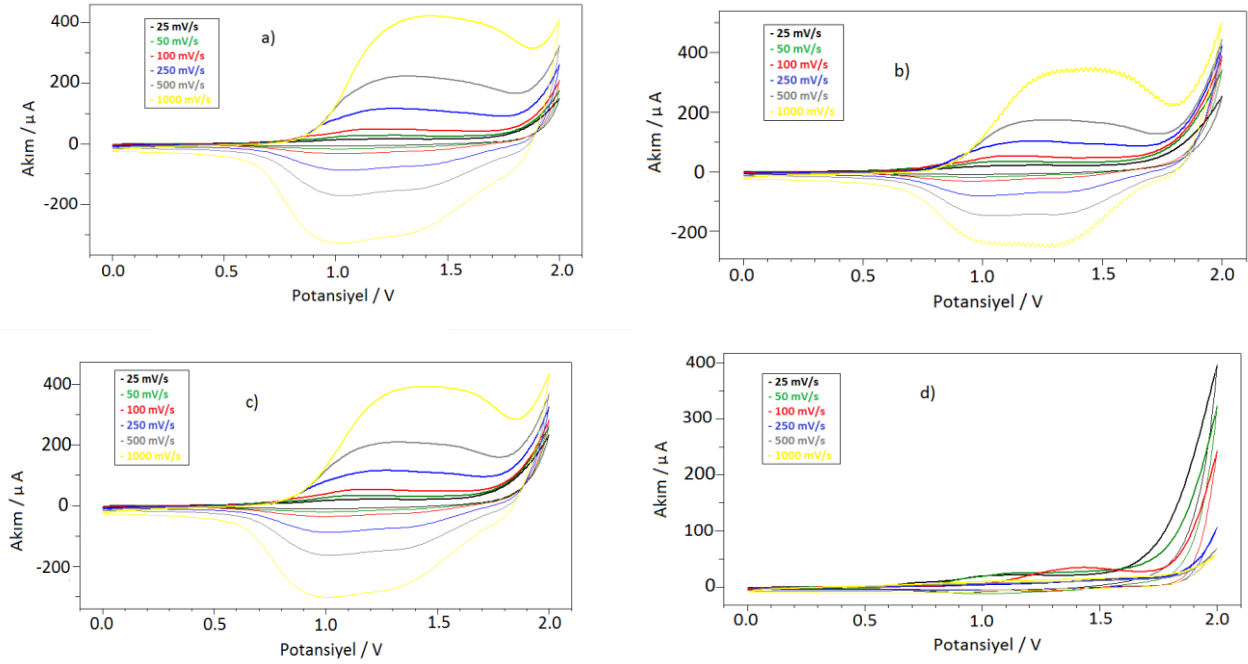 a)
- 25 mV/s
- 50 mV/s
- 100 mV/s
- 250 mV/s
- 500 mV/s
- 1000 mV/s
400
200
0
-200
Akım / µ A
0.0 0.5 1.0 1.5 2.0
Potansiyel / V
b)
- 25 mV/s
- 50 mV/s
- 100 mV/s
- 250 mV/s
- 500 mV/s
- 1000 mV/s
400
200
0
-200
Akım / µ A
0.0 0.5 1.0 1.5 2.0
Potansiyel / V
c)
- 25 mV/s
- 50 mV/s
- 100 mV/s
- 250 mV/s
- 500 mV/s
- 1000 mV/s
400
200
0
-200
Akım / µ A
0.0 0.5 1.0 1.5 2.0
Potansiyel / V
d)
- 25 mV/s
- 50 mV/s
- 100 mV/s
- 250 mV/s
- 500 mV/s
- 1000 mV/s
400
300
200
100
0
Akım / µ A
0.0 0.5 1.0 1.5 2.0
Potansiyel / V